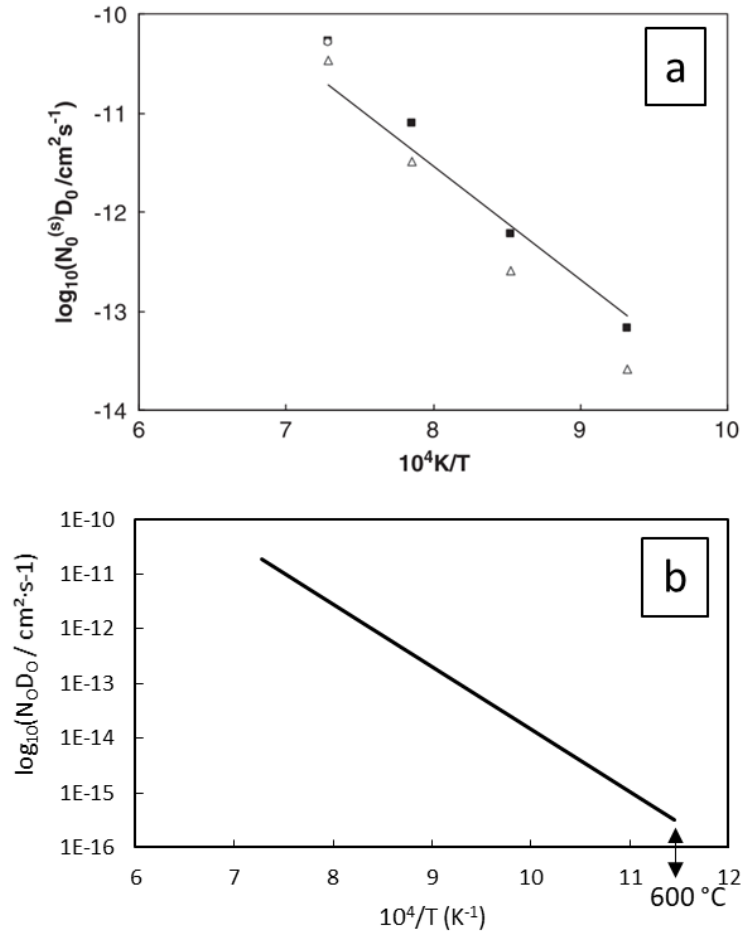 -10
a
-11
-12
-13
-14
log₁₀(N₀⁽ˢ⁾D₀ /cm²s⁻¹)
6 7 8 9 10
10⁴K/T
1E-10
b
1E-11
1E-12
1E-13
1E-14
1E-15
1E-16
log₁₀(N_OD_O / cm²·s-1)
6 7 8 9 10 11 12
600 °C
10⁴/T (K⁻¹)